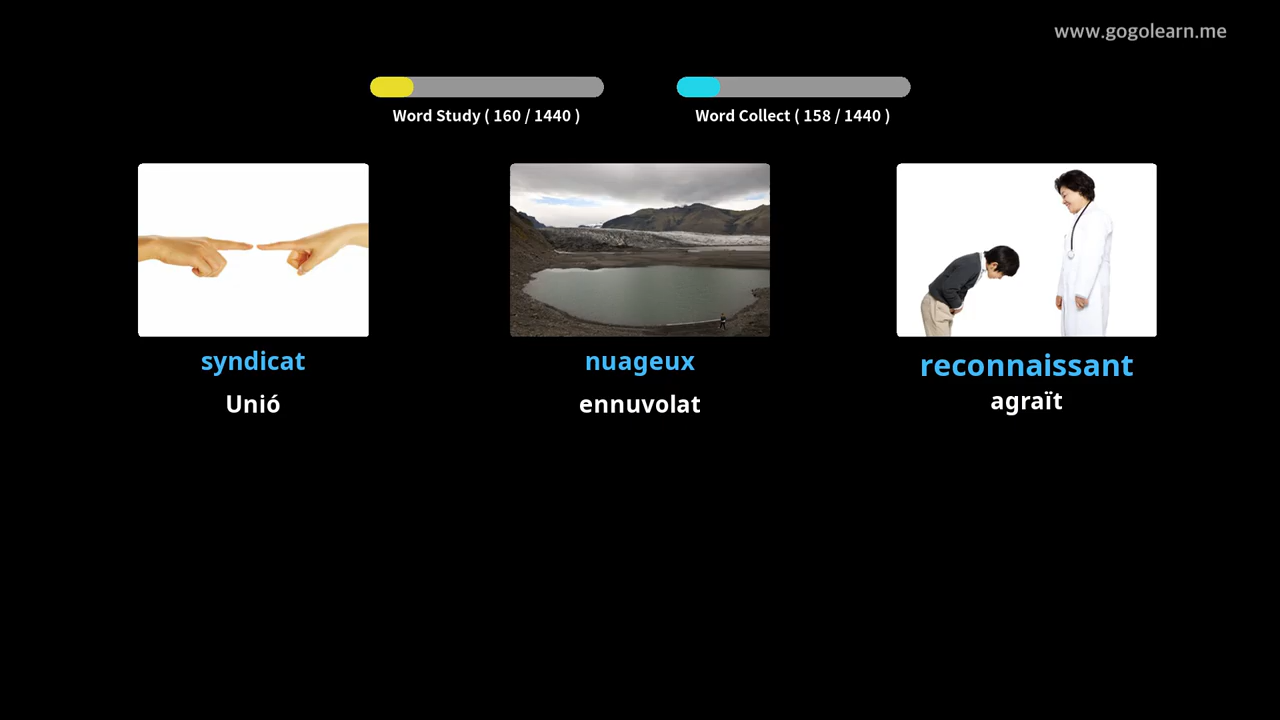 www.gogolearn.me
Word Study ( 160 / 1440 )
Word Collect ( 158 / 1440 )
syndicat
Unió
nuageux
ennuvolat
reconnaissant
agraït